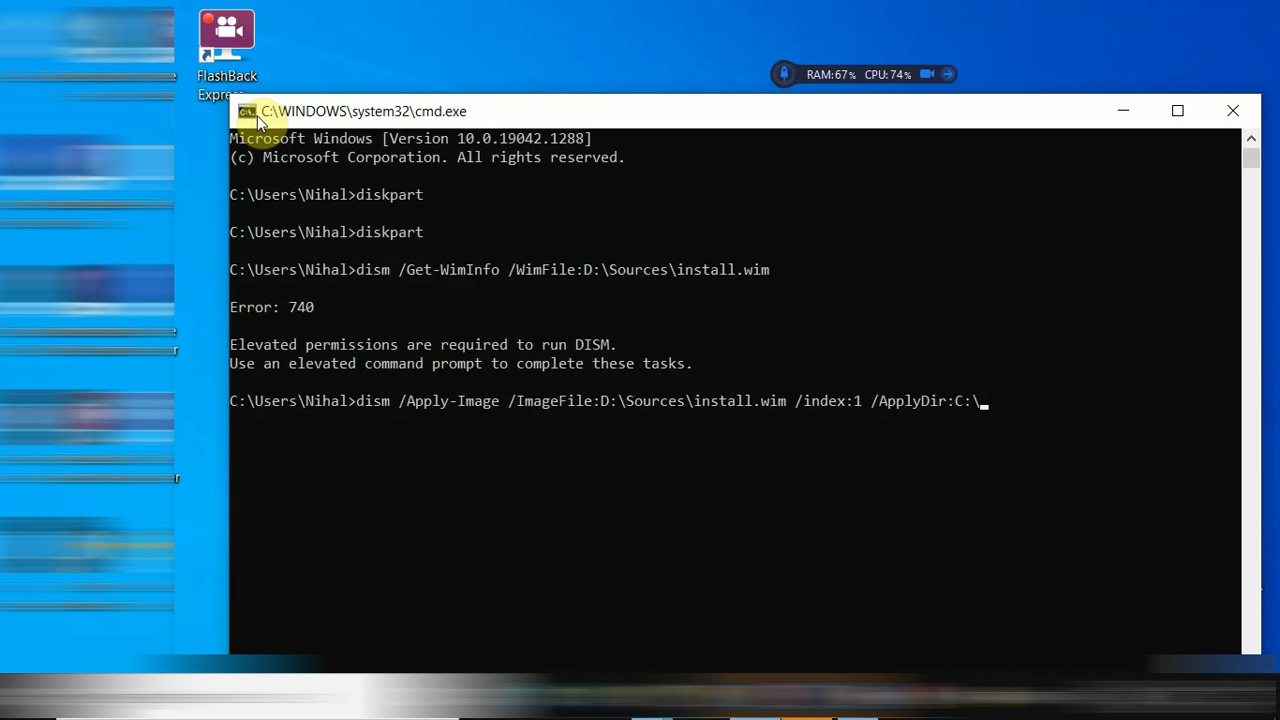 FlashBack
Expre
RAM:67% CPU:74%
C:\WINDOWS\system32\cmd.exe
Microsoft Windows [Version 10.0.19042.1288]
(c) Microsoft Corporation. All rights reserved.
C:\Users\Nihal>diskpart
C:\Users\Nihal>diskpart
C:\Users\Nihal>dism /Get-WimInfo /WimFile:D:\Sources\install.wim
Error: 740
Elevated permissions are required to run DISM.
Use an elevated command prompt to complete these tasks.
C:\Users\Nihal>dism /Apply-Image /ImageFile:D:\Sources\install.wim /index:1 /ApplyDir:C:\